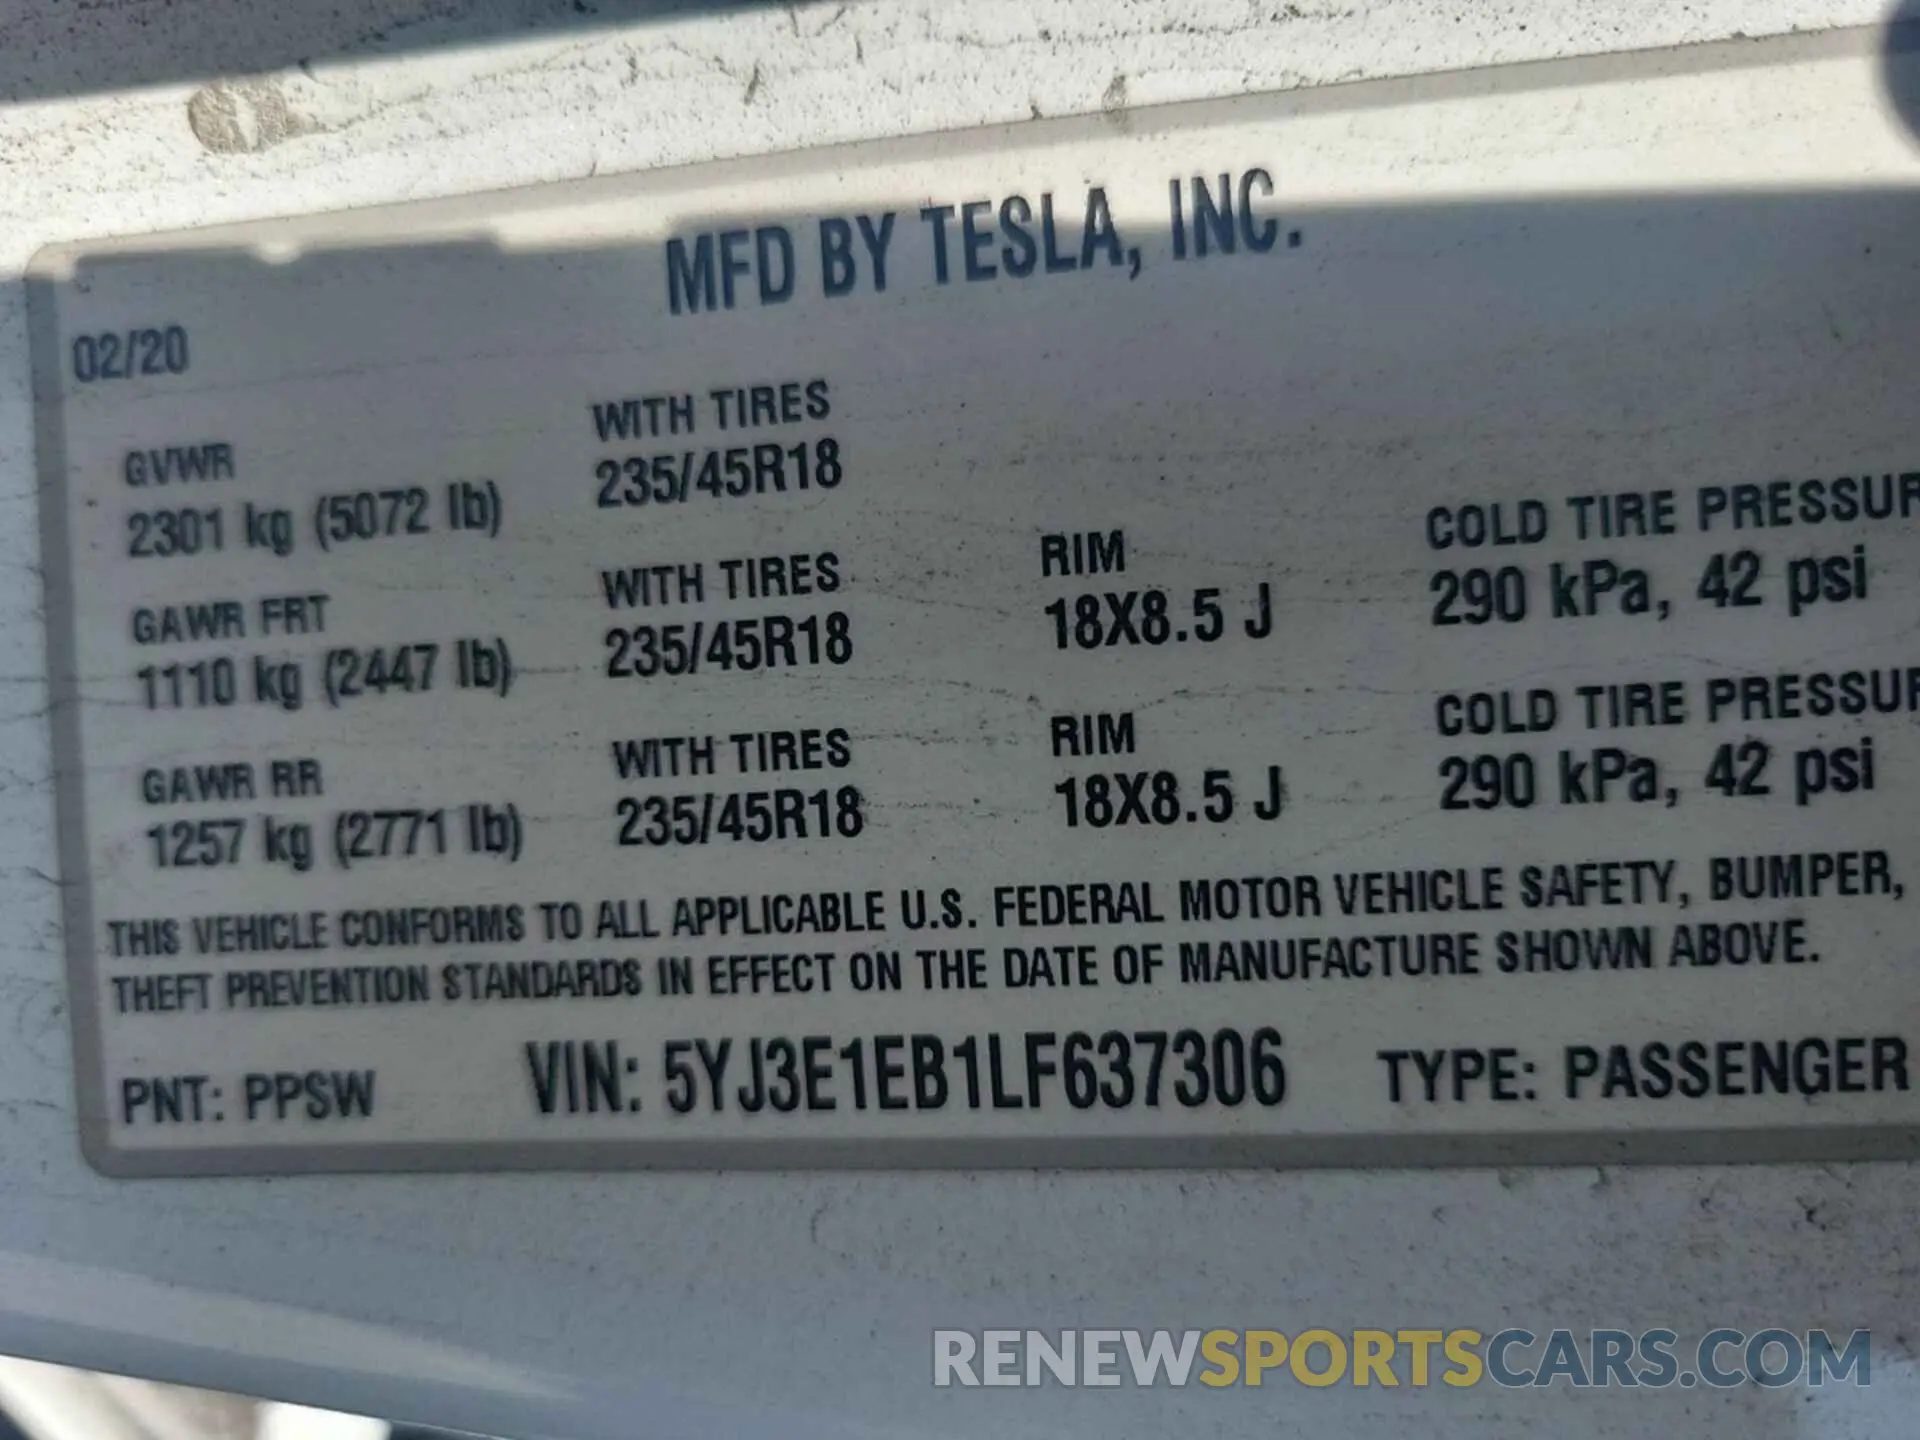 MFD BY TESLA, INC.
02/20
GVWR WITH TIRES
2301 kg (5072 lb) 235/45R18
GAWR FRT WITH TIRES RIM COLD TIRE PRESSUR
1110 kg (2447 lb) 235/45R18 18X8.5 J 290 kPa, 42 psi
GAWR RR WITH TIRES RIM COLD TIRE PRESSUR
1257 kg (2771 lb) 235/45R18 18X8.5 J 290 kPa, 42 psi
THIS VEHICLE CONFORMS TO ALL APPLICABLE U.S. FEDERAL MOTOR VEHICLE SAFETY, BUMPER,
THEFT PREVENTION STANDARDS IN EFFECT ON THE DATE OF MANUFACTURE SHOWN ABOVE.
PNT: PPSW VIN: 5YJ3E1EB1LF637306 TYPE: PASSENGER
RENEWSPORTSCARS.COM